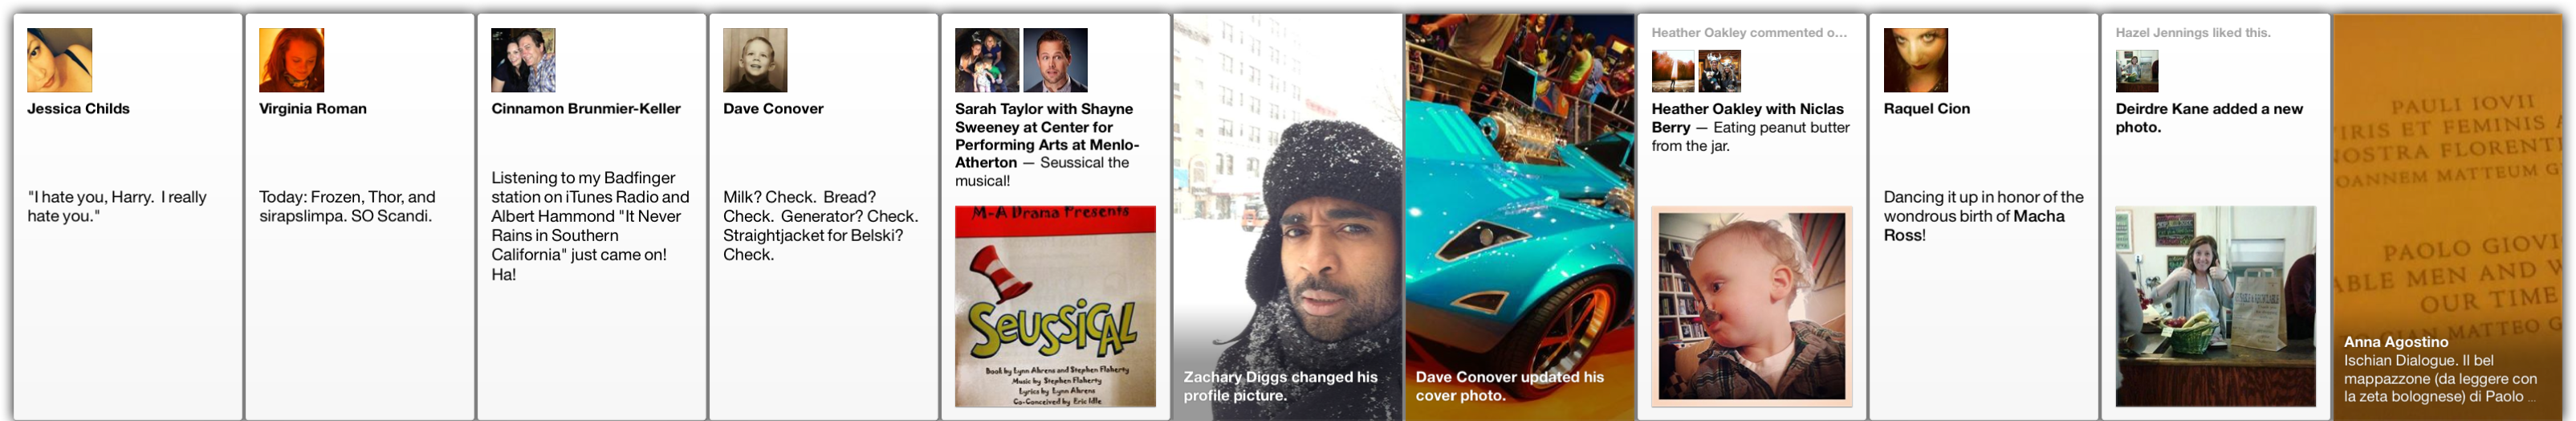 Jessica Childs
"I hate you, Harry. I really
hate you."
Virginia Roman
Today: Frozen, Thor, and
sirapslimpa. SO Scandi.
Cinnamon Brunmier-Keller
Listening to my Badfinger
station on iTunes Radio and
Albert Hammond "It Never
Rains in Southern
California" just came on!
Ha!
Dave Conover
Milk? Check. Bread?
Check. Generator? Check.
Straightjacket for Belski?
Check.
Sarah Taylor with Shayne
Sweeney at Center for
Performing Arts at Menlo-
Atherton — Seussical the
musical!
M-A Drama Presents
SEUSSICAL
Book by Lynn Ahrens and Stephen Flaherty
Music by Stephen Flaherty
Lyrics by Lynn Ahrens
Co-Conceived by Eric Idle
Zachary Diggs changed his
profile picture.
Dave Conover updated his
cover photo.
Heather Oakley commented o...
Heather Oakley with Niclas
Berry — Eating peanut butter
from the jar.
Raquel Cion
Dancing it up in honor of the
wondrous birth of Macha
Ross!
Hazel Jennings liked this.
Deirdre Kane added a new
photo.
PAULI IOVII
VIRIS ET FEMINIS A
NOSTRA FLORENT
OANNEM MATTEUM G
PAOLO GIOVI
ABLE MEN AND W
OUR TIME
GIAN MATTEO G
Anna Agostino
Ischian Dialogue. Il bel
mappazzone (da leggere con
la zeta bolognese) di Paolo ...